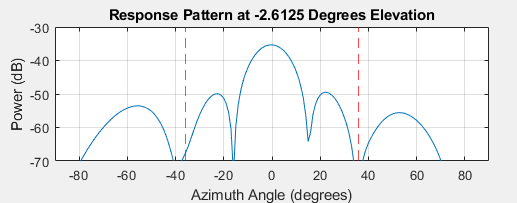 Response Pattern at -2.6125 Degrees Elevation
-30
-40
-50
-60
-70
Power (dB)
-80 -60 -40 -20 0 20 40 60 80
Azimuth Angle (degrees)